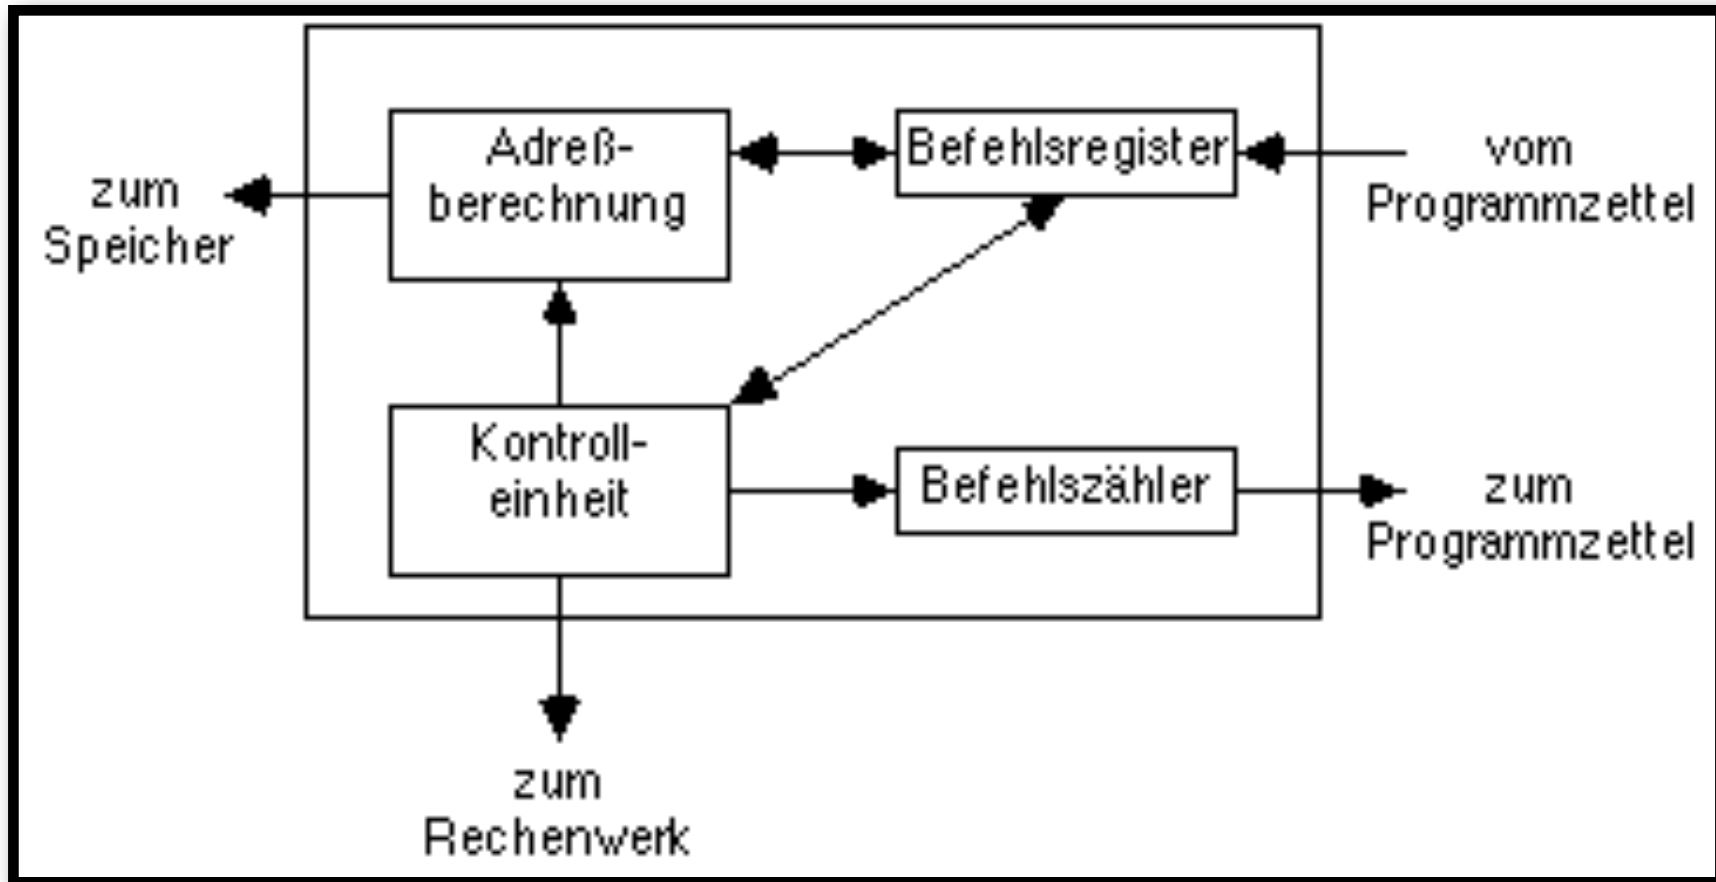 Adreß-
berechnung
Befehlsregister
vom
Programmzettel
zum
Speicher
Kontroll-
einheit
Befehlszähler
zum
Programmzettel
zum
Rechenwerk